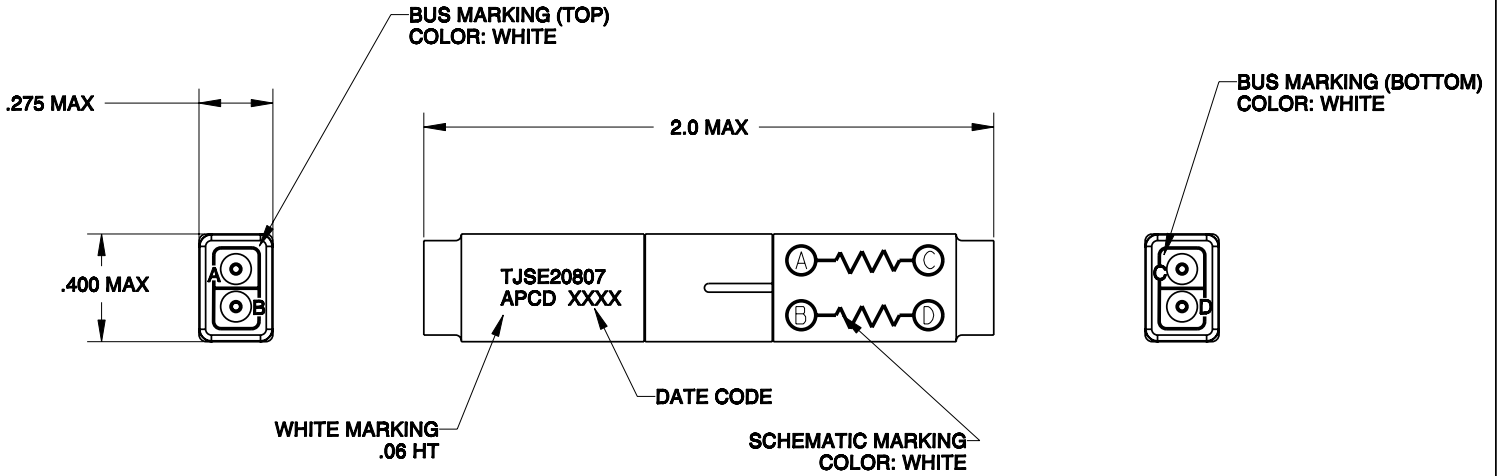 BUS MARKING (TOP)
COLOR: WHITE
.275 MAX
2.0 MAX
BUS MARKING (BOTTOM)
COLOR: WHITE
.400 MAX
A
B
TJSE20807
APCD XXXX
A
C
B
D
C
D
DATE CODE
WHITE MARKING
.06 HT
SCHEMATIC MARKING
COLOR: WHITE